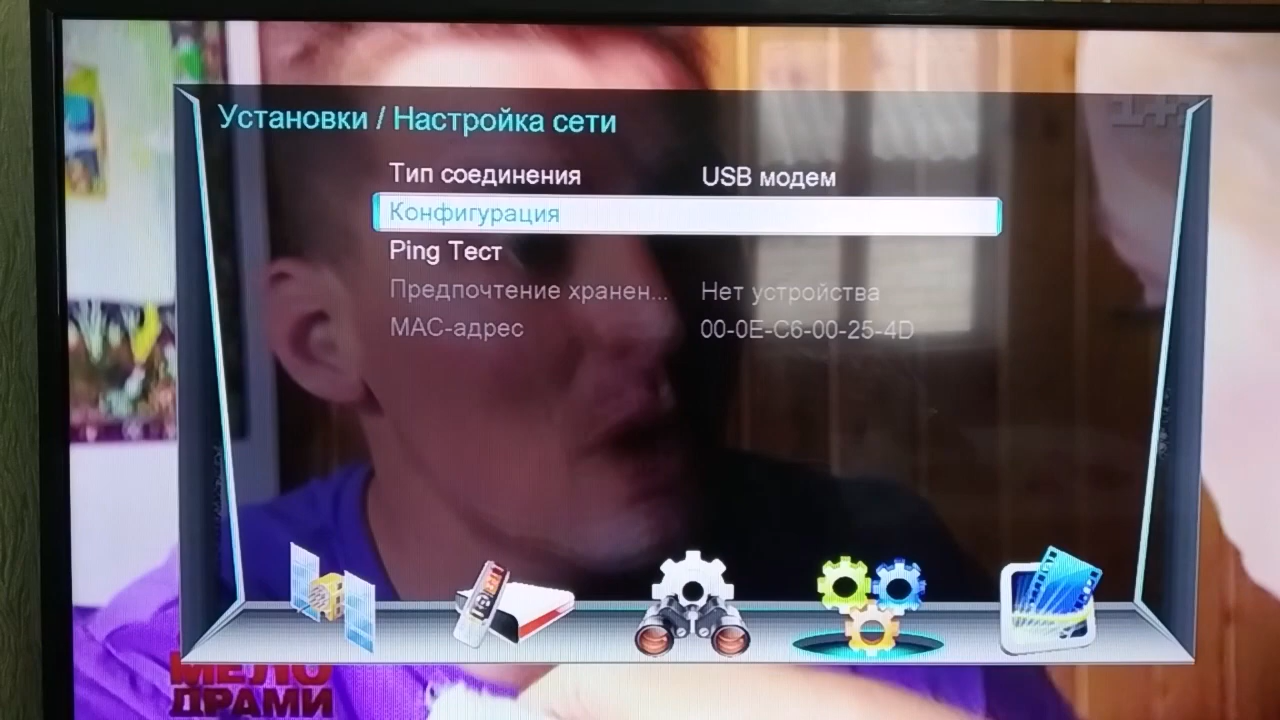 Установки / Настройка сети
Тип соединения USB модем
Конфигурация
Ping Тест
Предпочтение хранен... Нет устройства
MAC-адрес 00-0E-C6-00-25-4D
МЕЛО
ДРАМИ